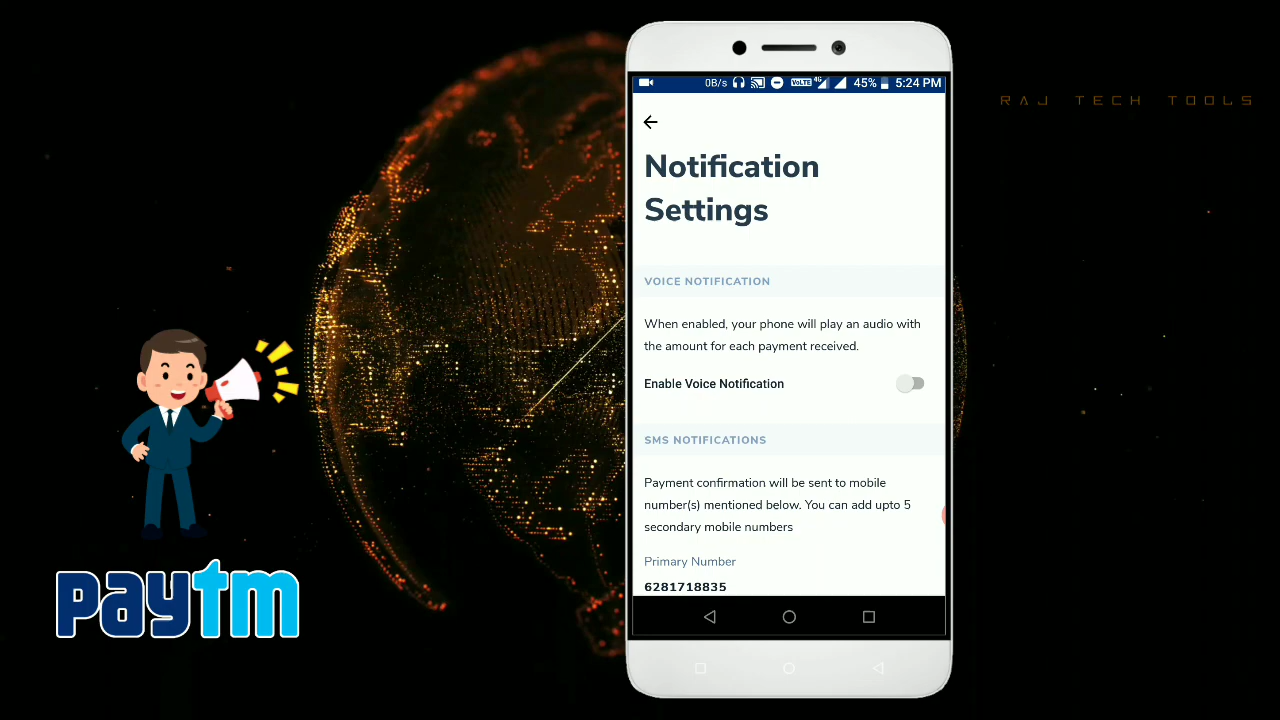 RAJ TECH TOOLS
0B/s VoLTE 4G 45% 5:24 PM
Notification
Settings
VOICE NOTIFICATION
When enabled, your phone will play an audio with
the amount for each payment received.
Enable Voice Notification
SMS NOTIFICATIONS
Payment confirmation will be sent to mobile
number(s) mentioned below. You can add upto 5
secondary mobile numbers
Primary Number
6281718835
paytm